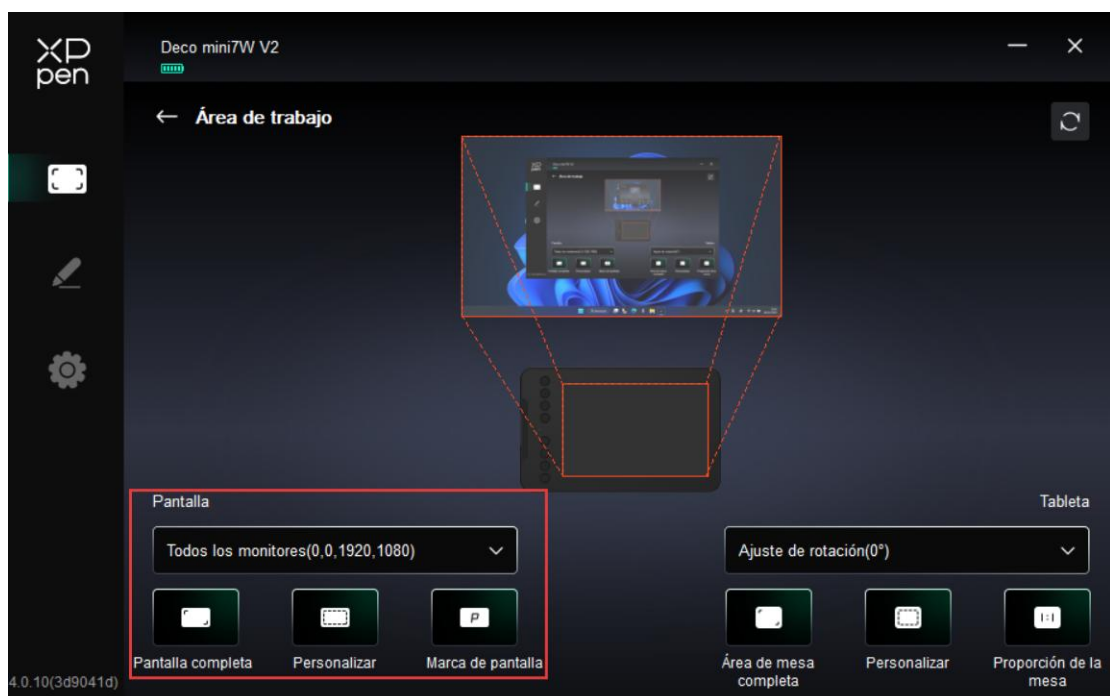 XP
pen
Deco mini7W V2
← Área de trabajo
Pantalla
Tableta
Todos los monitores(0,0,1920,1080)
Ajuste de rotación(0°)
P
1:1
Pantalla completa
Personalizar
Marca de pantalla
Área de mesa
completa
Personalizar
Proporción de la
mesa
4.0.10(3d9041d)